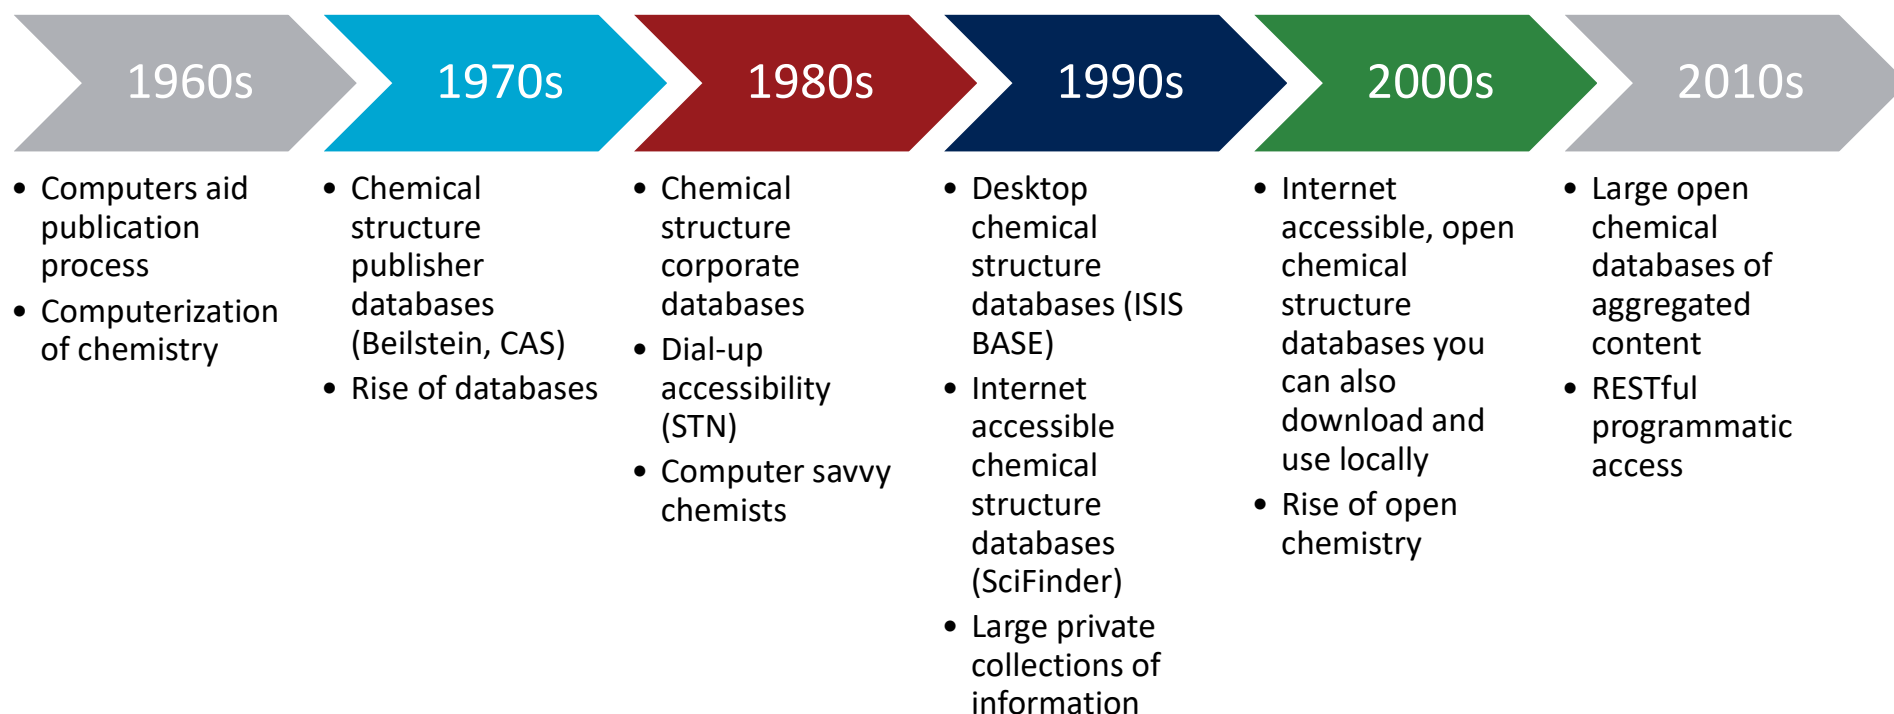 1960s
• Computers aid
publication
process
• Computerization
of chemistry
1970s
• Chemical
structure
publisher
databases
(Beilstein, CAS)
• Rise of databases
1980s
• Chemical
structure
corporate
databases
• Dial-up
accessibility
(STN)
• Computer savvy
chemists
1990s
• Desktop
chemical
structure
databases (ISIS
BASE)
• Internet
accessible
chemical
structure
databases
(SciFinder)
• Large private
collections of
information
2000s
• Internet
accessible, open
chemical
structure
databases you
can also
download and
use locally
• Rise of open
chemistry
2010s
• Large open
chemical
databases of
aggregated
content
• RESTful
programmatic
access